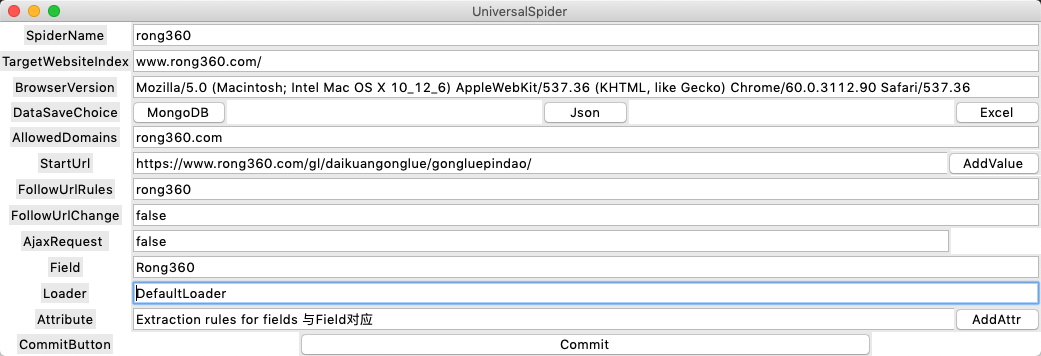 UniversalSpider
SpiderName rong360
TargetWebsiteIndex www.rong360.com/
BrowserVersion Mozilla/5.0 (Macintosh; Intel Mac OS X 10_12_6) AppleWebKit/537.36 (KHTML, like Gecko) Chrome/60.0.3112.90 Safari/537.36
DataSaveChoice MongoDB Json Excel
AllowedDomains rong360.com
StartUrl https://www.rong360.com/gl/daikuangonglue/gongluepindao/ AddValue
FollowUrlRules rong360
FollowUrlChange false
AjaxRequest false
Field Rong360
Loader DefaultLoader
Attribute Extraction rules for fields 与Field对应 AddAttr
CommitButton Commit